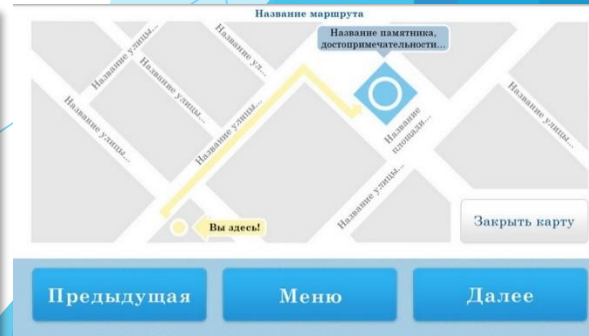 Название маршрута
Название памятника,
достопримечательности...
Название улицы...
Название ул...
Название улицы...
Название улицы...
Название улицы...
Название
площади...
Название улицы...
Название улицы...
Вы здесь!
Закрыть карту
Предыдущая
Меню
Далее